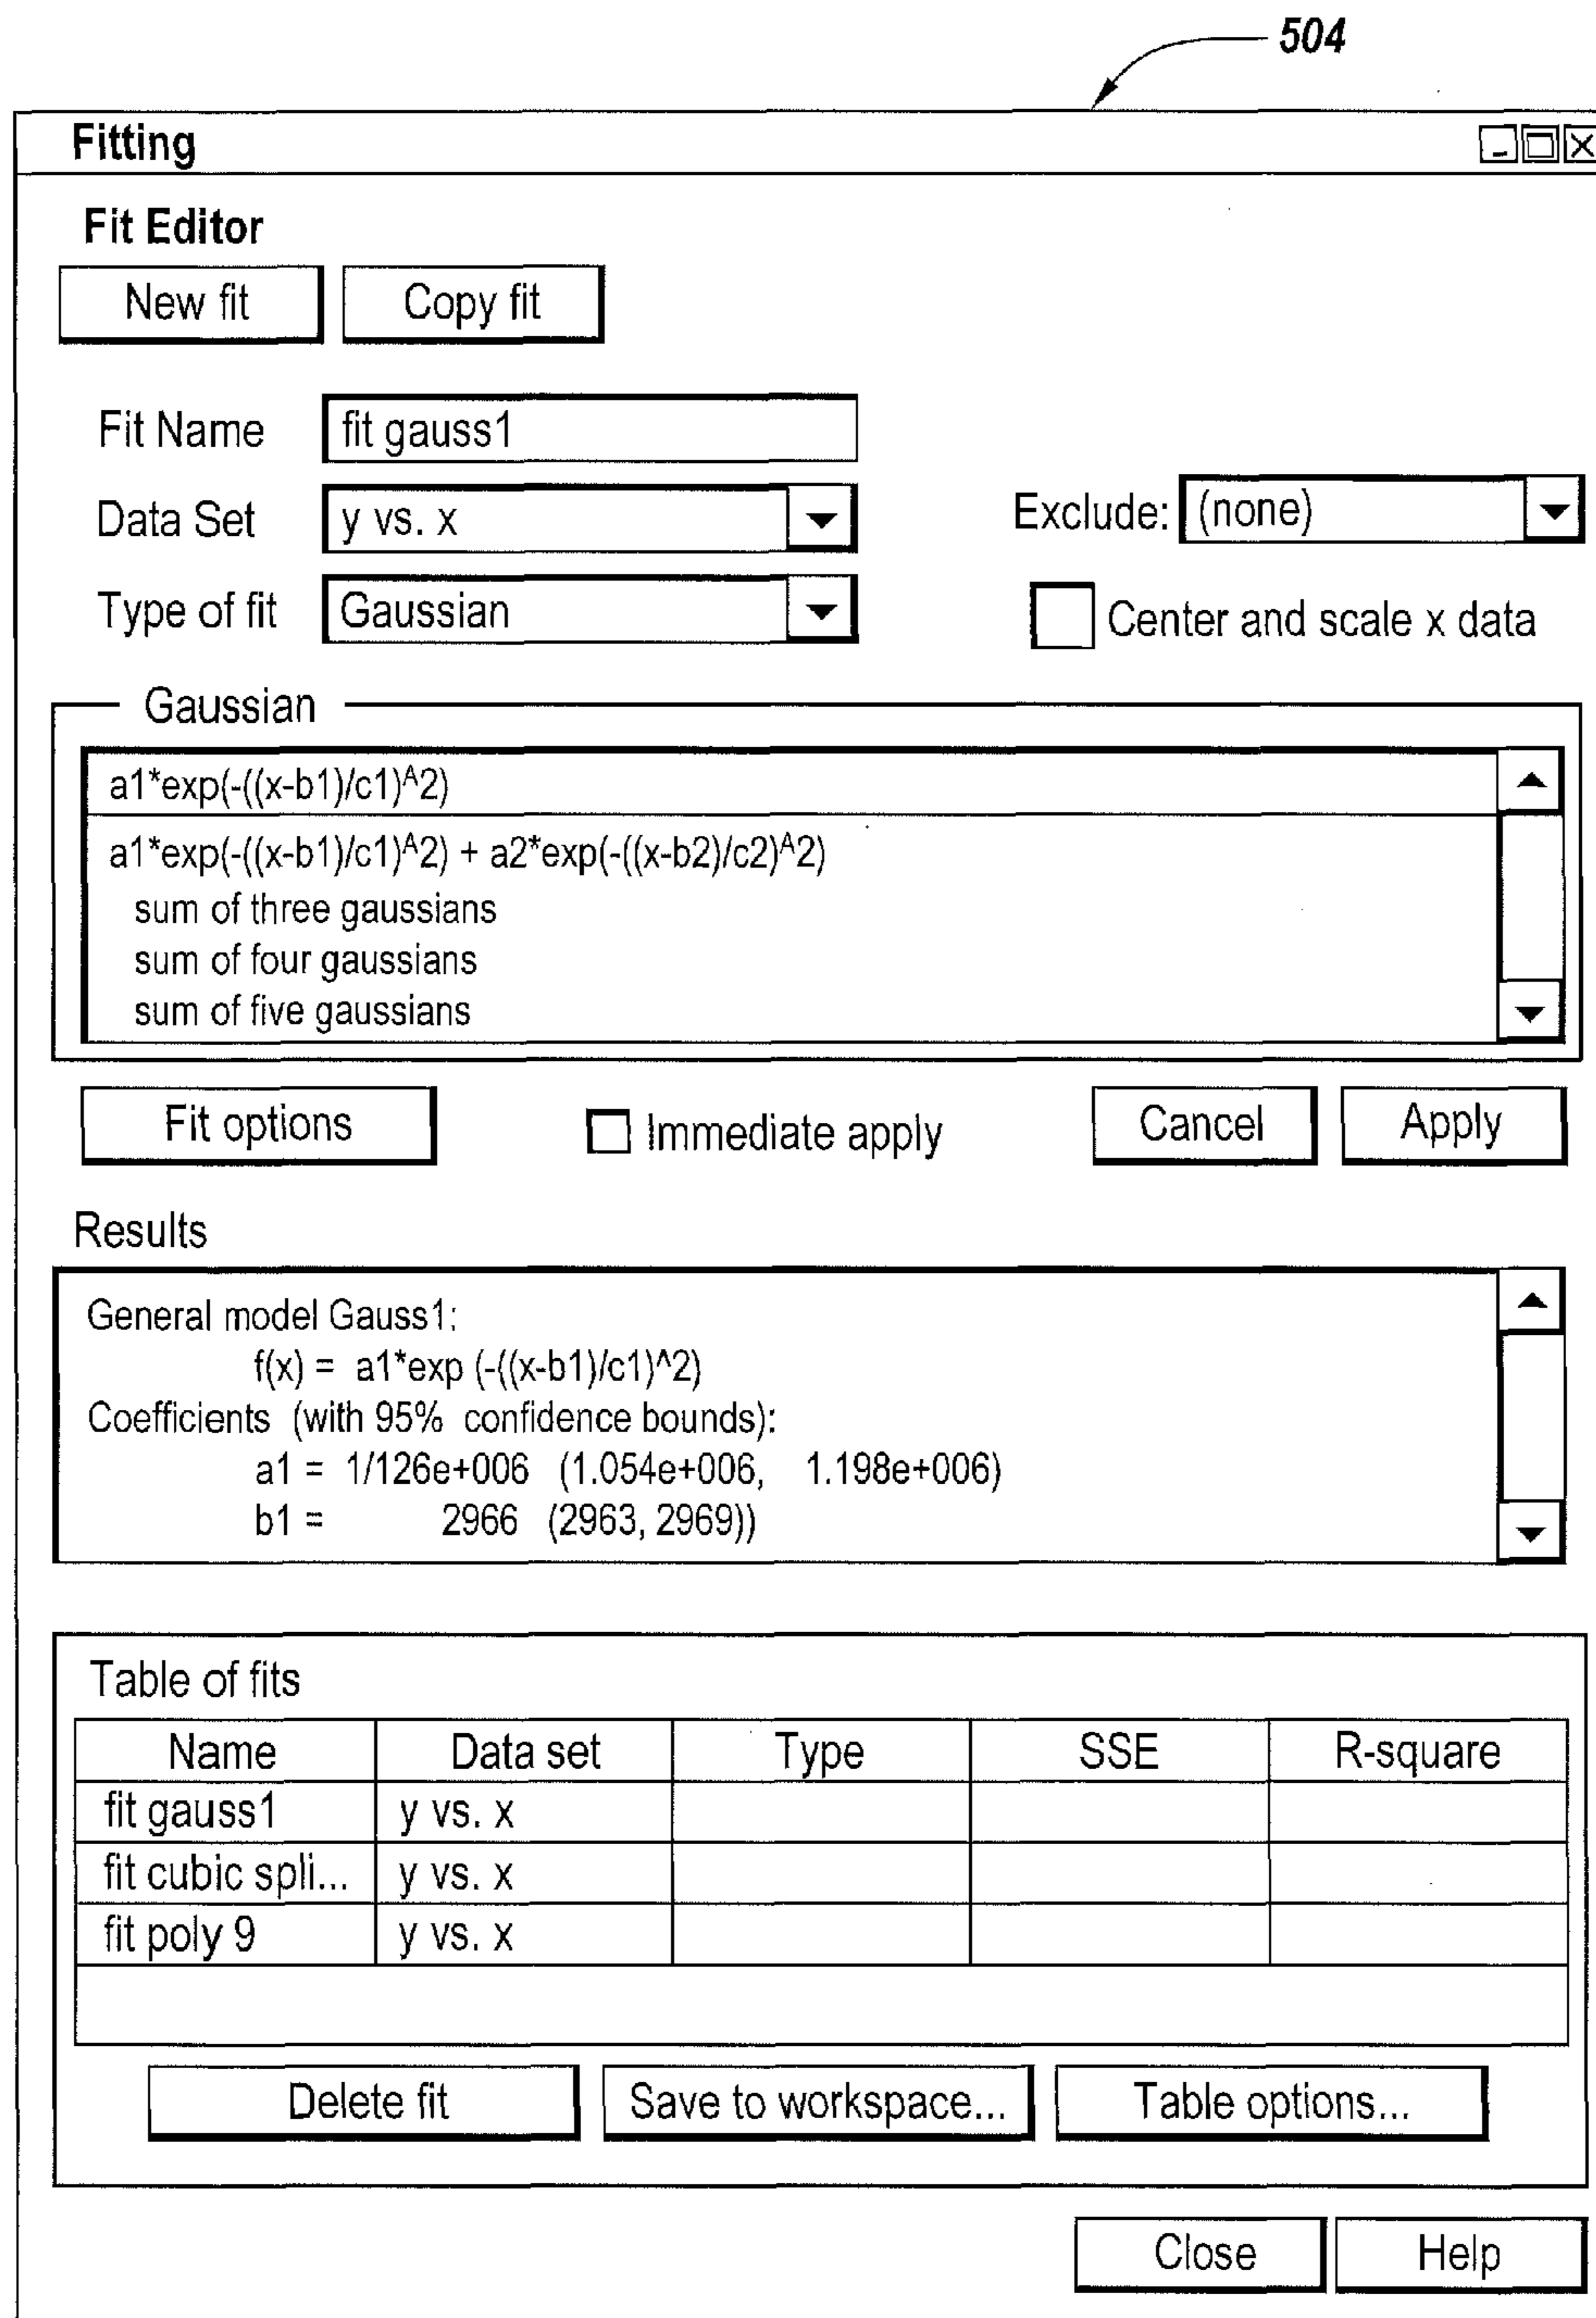 504
Fitting
Fit Editor
New fit Copy fit
Fit Name fit gauss1
Data Set y vs. x Exclude: (none)
Type of fit Gaussian Center and scale x data
Gaussian
a1*exp(-((x-b1)/c1)^A2)
a1*exp(-((x-b1)/c1)^A2) + a2*exp(-((x-b2)/c2)^A2)
sum of three gaussians
sum of four gaussians
sum of five gaussians
Fit options Immediate apply Cancel Apply
Results
General model Gauss1:
f(x) = a1*exp (-((x-b1)/c1)^2)
Coefficients (with 95% confidence bounds):
a1 = 1/126e+006 (1.054e+006, 1.198e+006)
b1 = 2966 (2963, 2969))
Table of fits
Name Data set Type SSE R-square
fit gauss1 y vs. x
fit cubic spli... y vs. x
fit poly 9 y vs. x
Delete fit Save to workspace... Table options...
Close Help